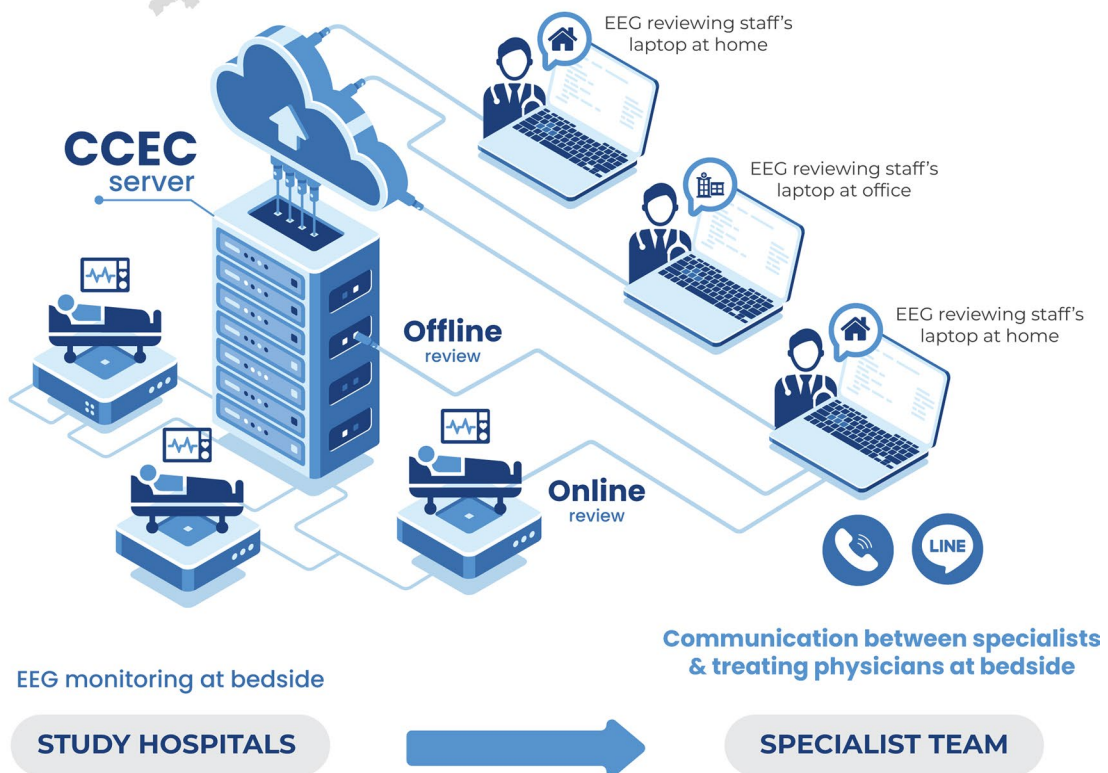 EEG reviewing staff's
laptop at home
CCEC
server
EEG reviewing staff's
laptop at office
EEG reviewing staff's
laptop at home
Offline
review
Online
review
LINE
Communication between specialists
& treating physicians at bedside
EEG monitoring at bedside
STUDY HOSPITALS
SPECIALIST TEAM